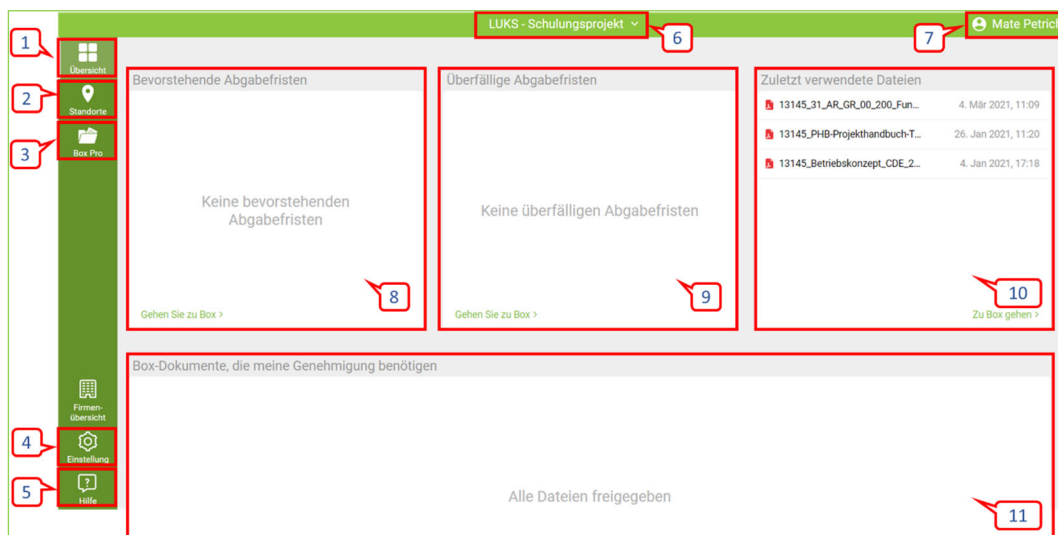 LUKS - Schulungsprojekt
Mate Petrich
1
6
7
Übersicht
2
Standorte
3
Box Pro
Bevorstehende Abgabefristen
Keine bevorstehenden
Abgabefristen
8
Gehen Sie zu Box >
Überfällige Abgabefristen
Keine überfälligen Abgabefristen
9
Gehen Sie zu Box >
Zuletzt verwendete Dateien
13145_31_AR_GR_00_200_Fun... 4. Mär 2021, 11:09
13145_PHB-Projekthandbuch-T... 26. Jan 2021, 11:20
13145_Betriebskonzept_CDE_2... 4. Jan 2021, 17:18
10
Zu Box gehen >
Box-Dokumente, die meine Genehmigung benötigen
Alle Dateien freigegeben
11
Firmen-
übersicht
4
Einstellung
5
?
Hilfe